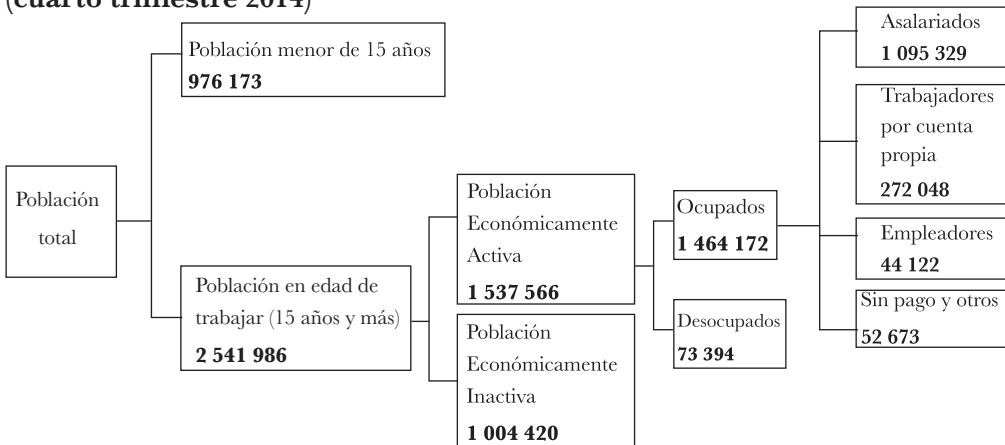 (cuarto trimestre 2014)
Población
total
Población menor de 15 años
976 173
Población en edad de
trabajar (15 años y más)
2 541 986
Población
Económicamente
Activa
1 537 566
Población
Económicamente
Inactiva
1 004 420
Ocupados
1 464 172
Desocupados
73 394
Asalariados
1 095 329
Trabajadores
por cuenta
propia
272 048
Empleadores
44 122
Sin pago y otros
52 673